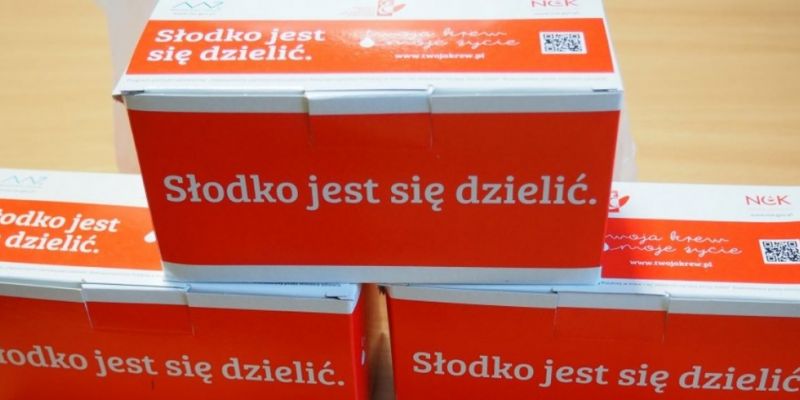 Słodko jest
się dzielić.
twoja krew
moje życie
www.twojakrew.pl
NCK
Słodko jest się dzielić.
Słodko jest
się dzielić.
twoja krew
moje życie
www.twojakrew.pl
NCK
Słodko jest się dzielić.
Słodko jest się dzielić.